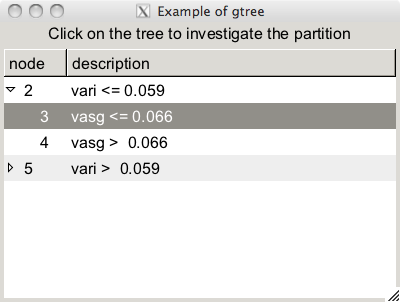 Example of gtree
Click on the tree to investigate the partition
node description
2 vari <= 0.059
3 vasg <= 0.066
4 vasg > 0.066
5 vari > 0.059